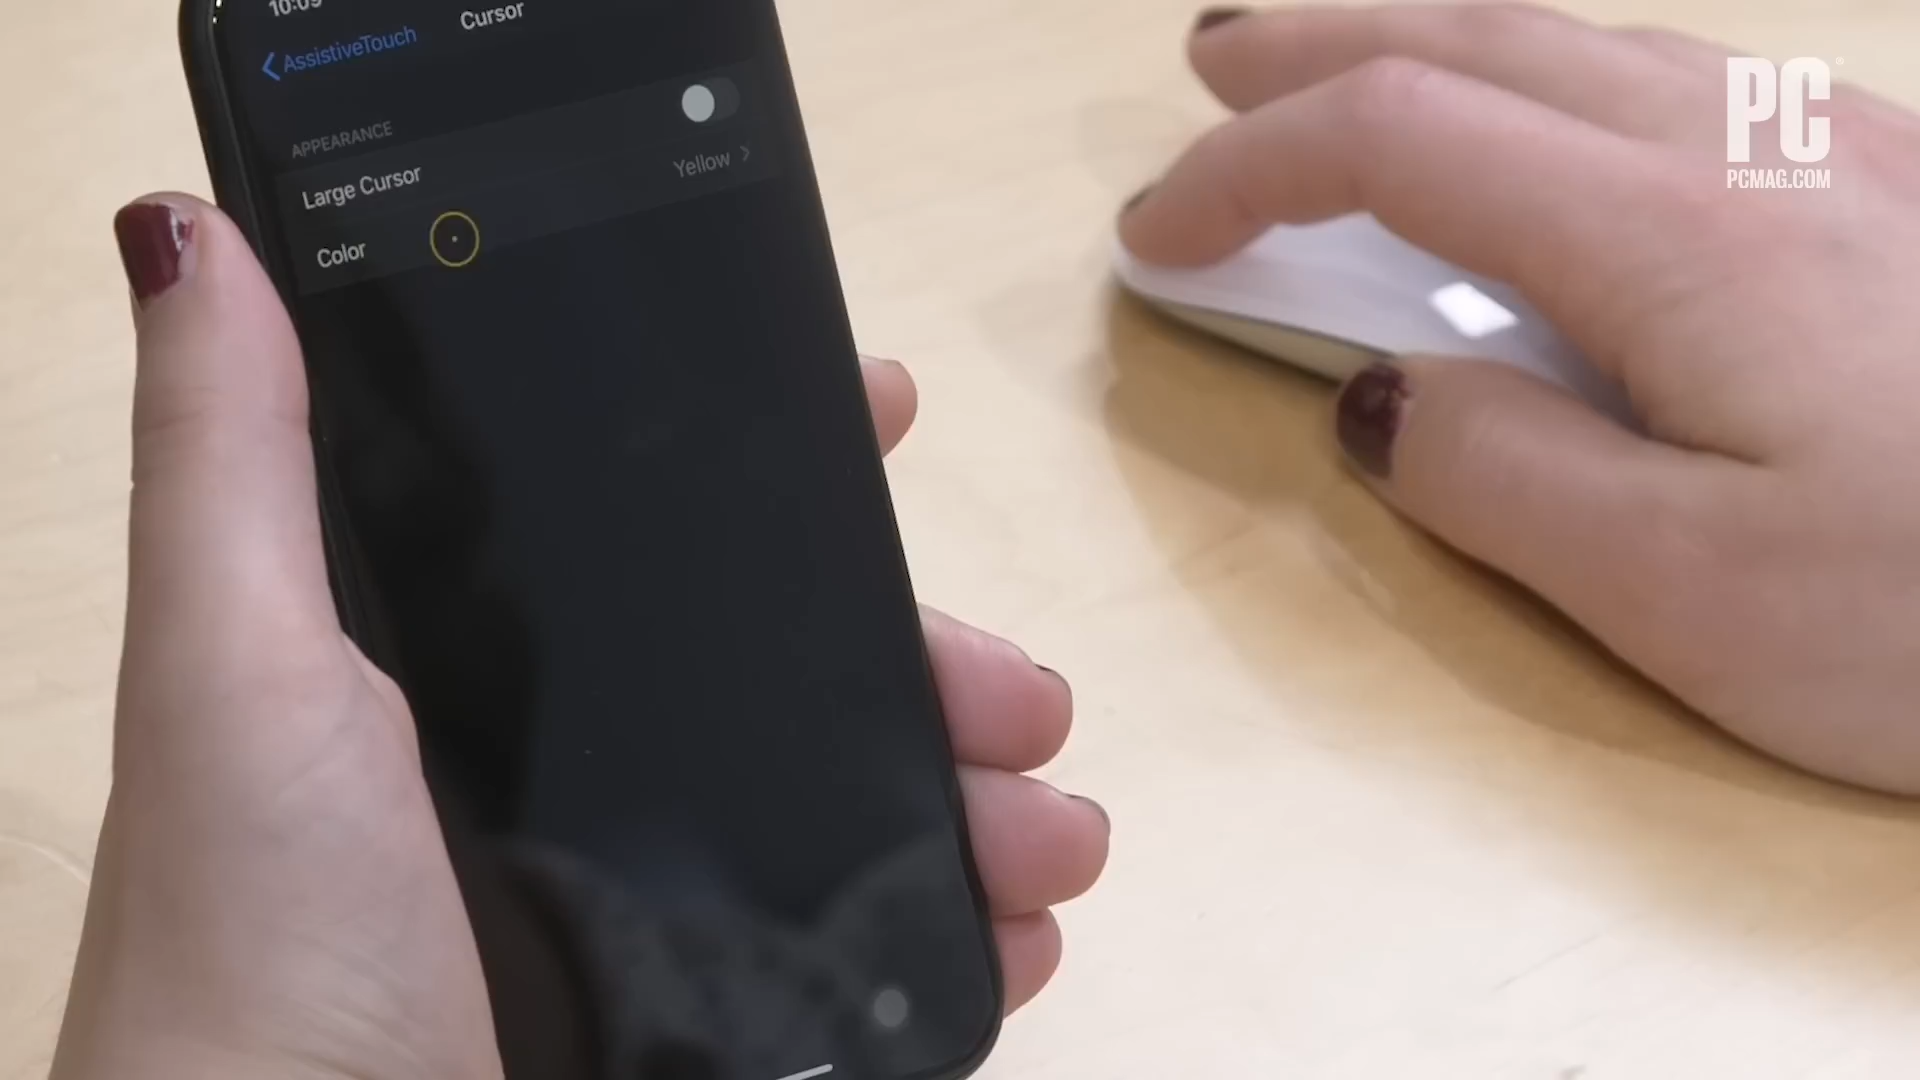 10:09
AssistiveTouch
Cursor
APPEARANCE
Large Cursor
Color
Yellow
PC
PCMAG.COM